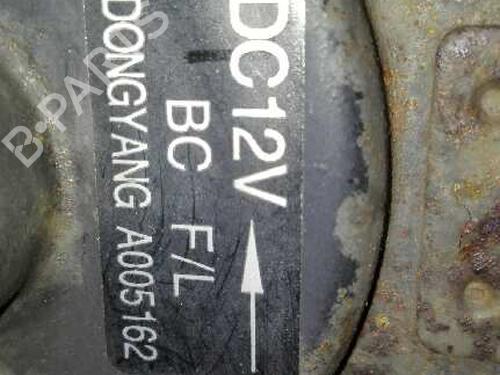 DC12V
BC F/L
DONGYANG A005162
B-PARTS